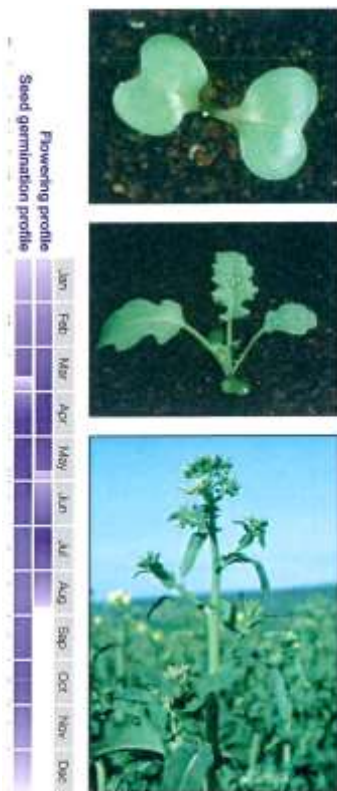 Jan Feb Mar Apr May Jun Jul Aug Sep Oct Nov Dec
Flowering profile
Seed germination profile